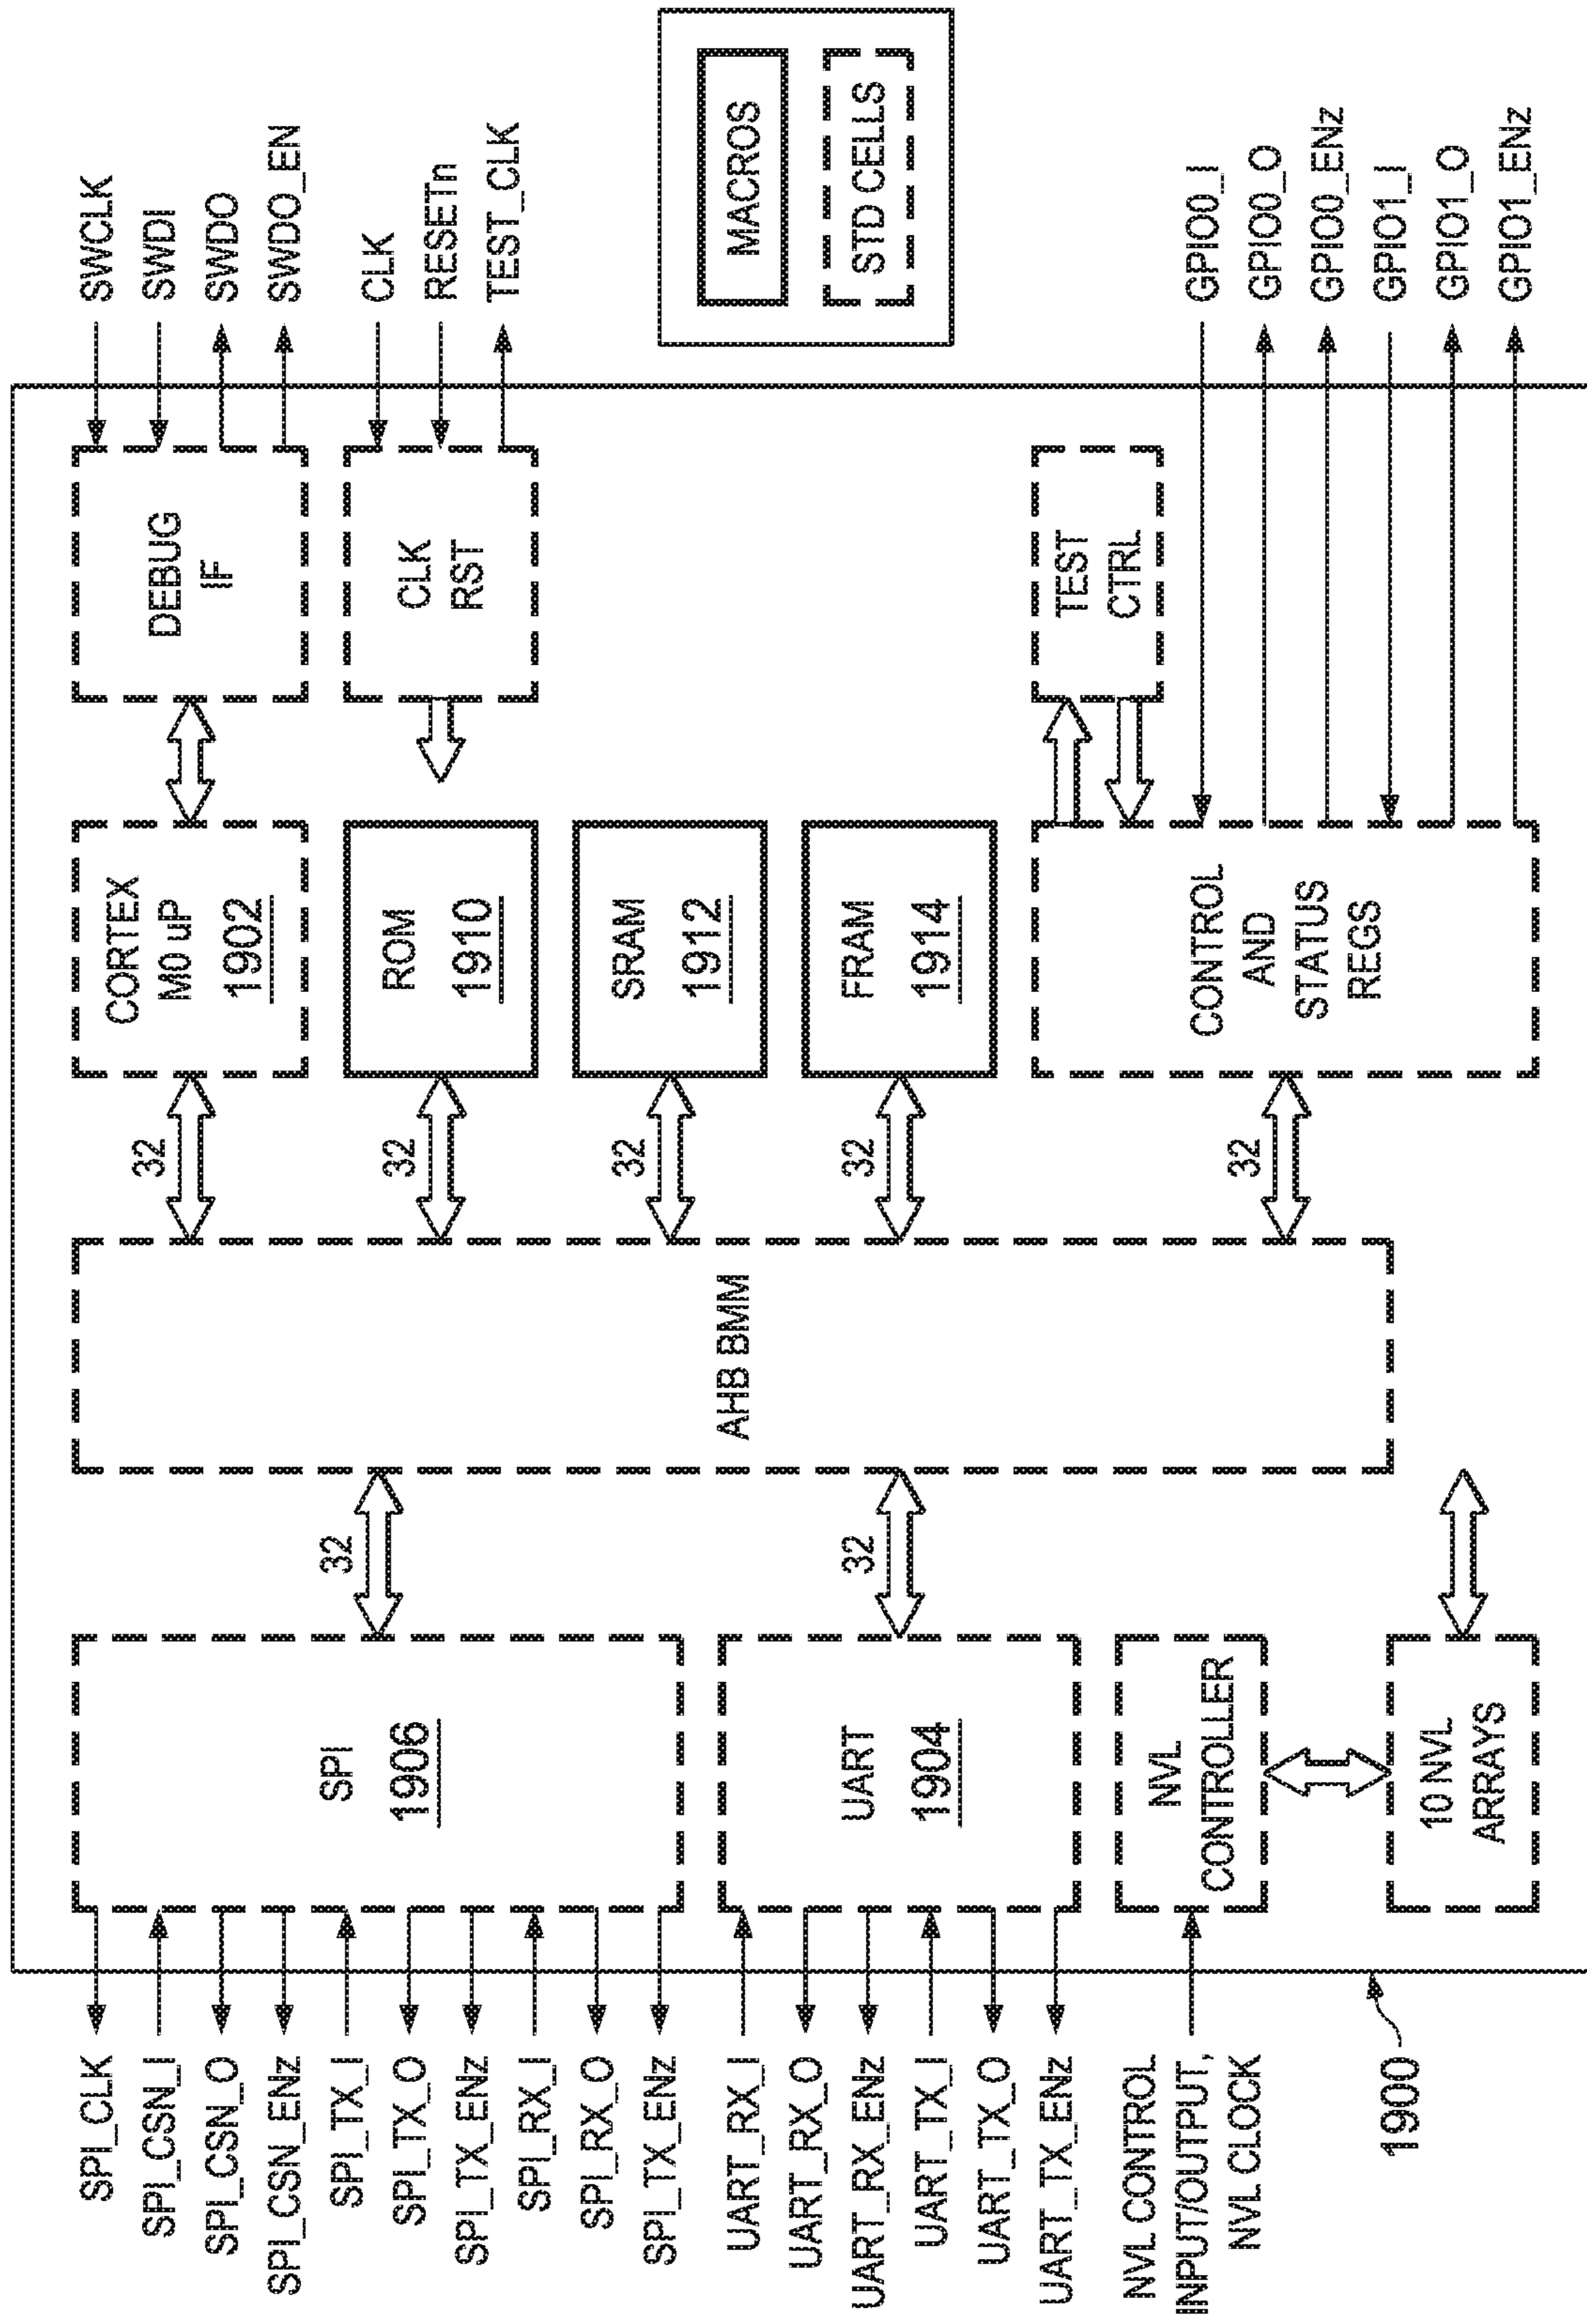 SPI_CLK
SPI_CSN_I
SPI_CSN_O
SPI_CSN_ENz
SPI_TX_I
SPI_TX_O
SPI_TX_ENz
SPI_RX_I
SPI_RX_O
SPI_TX_ENz
UART_RX_I
UART_RX_O
UART_RX_ENz
UART_TX_I
UART_TX_O
UART_TX_ENz
NVL CONTROL
INPUT/OUTPUT,
NVL CLOCK
1900
SPI
1906
UART
1904
NVL
CONTROLLER
10 NVL
ARRAYS
32
32
AHB BMM
32
32
32
32
32
CORTEX
M0 uP
1902
ROM
1910
SRAM
1912
FRAM
1914
CONTROL
AND
STATUS
REGS
DEBUG
IF
CLK
RST
TEST
CTRL
SWCLK
SWDI
SWDO
SWDO_EN
CLK
RESETn
TEST_CLK
MACROS
STD CELLS
GPIO0_I
GPIO0_O
GPIO0_ENz
GPIO1_I
GPIO1_O
GPIO1_ENz